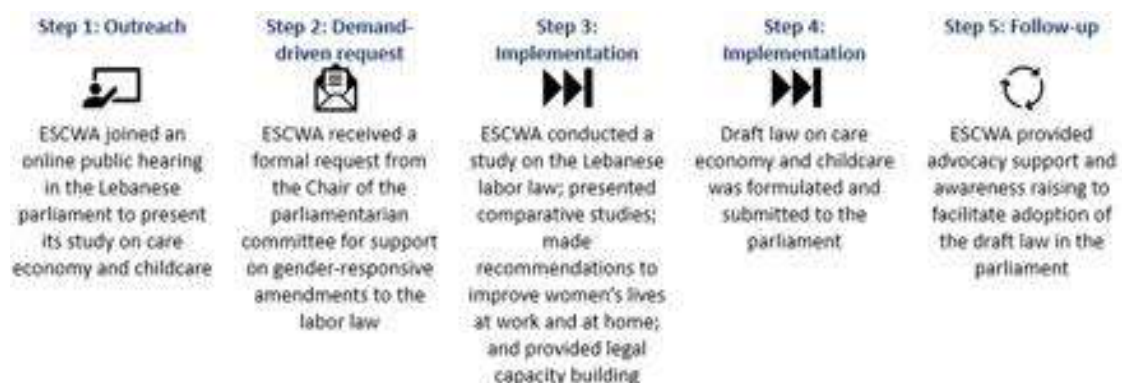 Step 1: Outreach
ESCWA joined an
online public hearing
in the Lebanese
parliament to present
its study on care
economy and childcare
Step 2: Demand-
driven request
ESCWA received a
formal request from
the Chair of the
parliamentarian
committee for support
on gender-responsive
amendments to the
labor law
Step 3:
Implementation
ESCWA conducted a
study on the Lebanese
labor law; presented
comparative studies;
made
recommendations to
improve women's lives
at work and at home;
and provided legal
capacity building
Step 4:
Implementation
Draft law on care
economy and childcare
was formulated and
submitted to the
parliament
Step 5: Follow-up
ESCWA provided
advocacy support and
awareness raising to
facilitate adoption of
the draft law in the
parliament